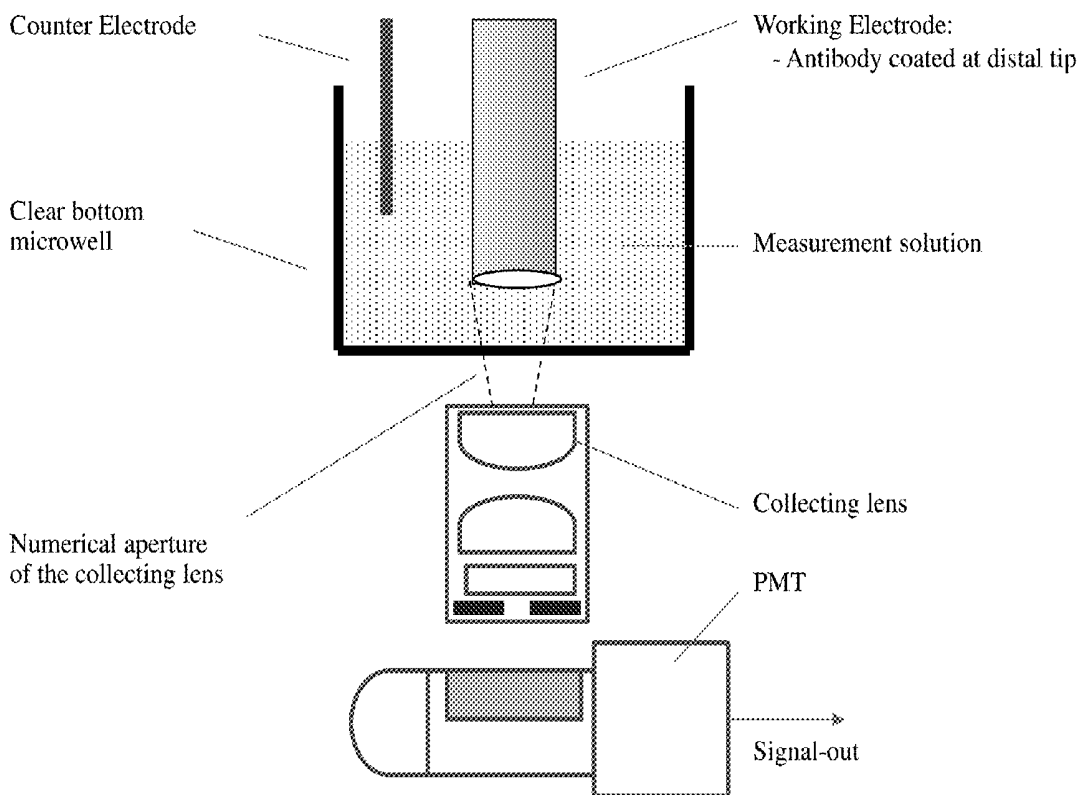 Counter Electrode
Working Electrode:
- Antibody coated at distal tip
Clear bottom
microwell
Measurement solution
Collecting lens
Numerical aperture
of the collecting lens
PMT
Signal-out